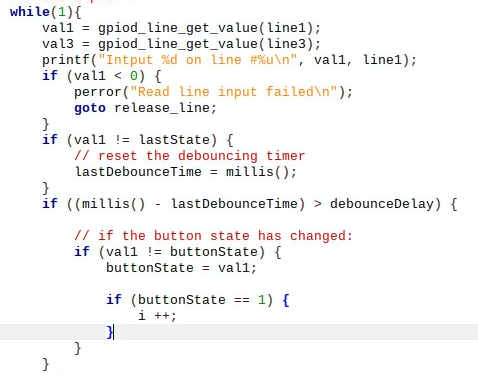 while(1){
    val1 = gpiod_line_get_value(line1);
    val3 = gpiod_line_get_value(line3);
    printf("Intput %d on line #%u\n", val1, line1);
    if (val1 < 0) {
        perror("Read line input failed\n");
        goto release_line;
    }
    if (val1 != lastState) {
        // reset the debouncing timer
        lastDebounceTime = millis();
    }
    if ((millis() - lastDebounceTime) > debounceDelay) {

        // if the button state has changed:
        if (val1 != buttonState) {
            buttonState = val1;

            if (buttonState == 1) {
                i ++;
            }
        }
    }